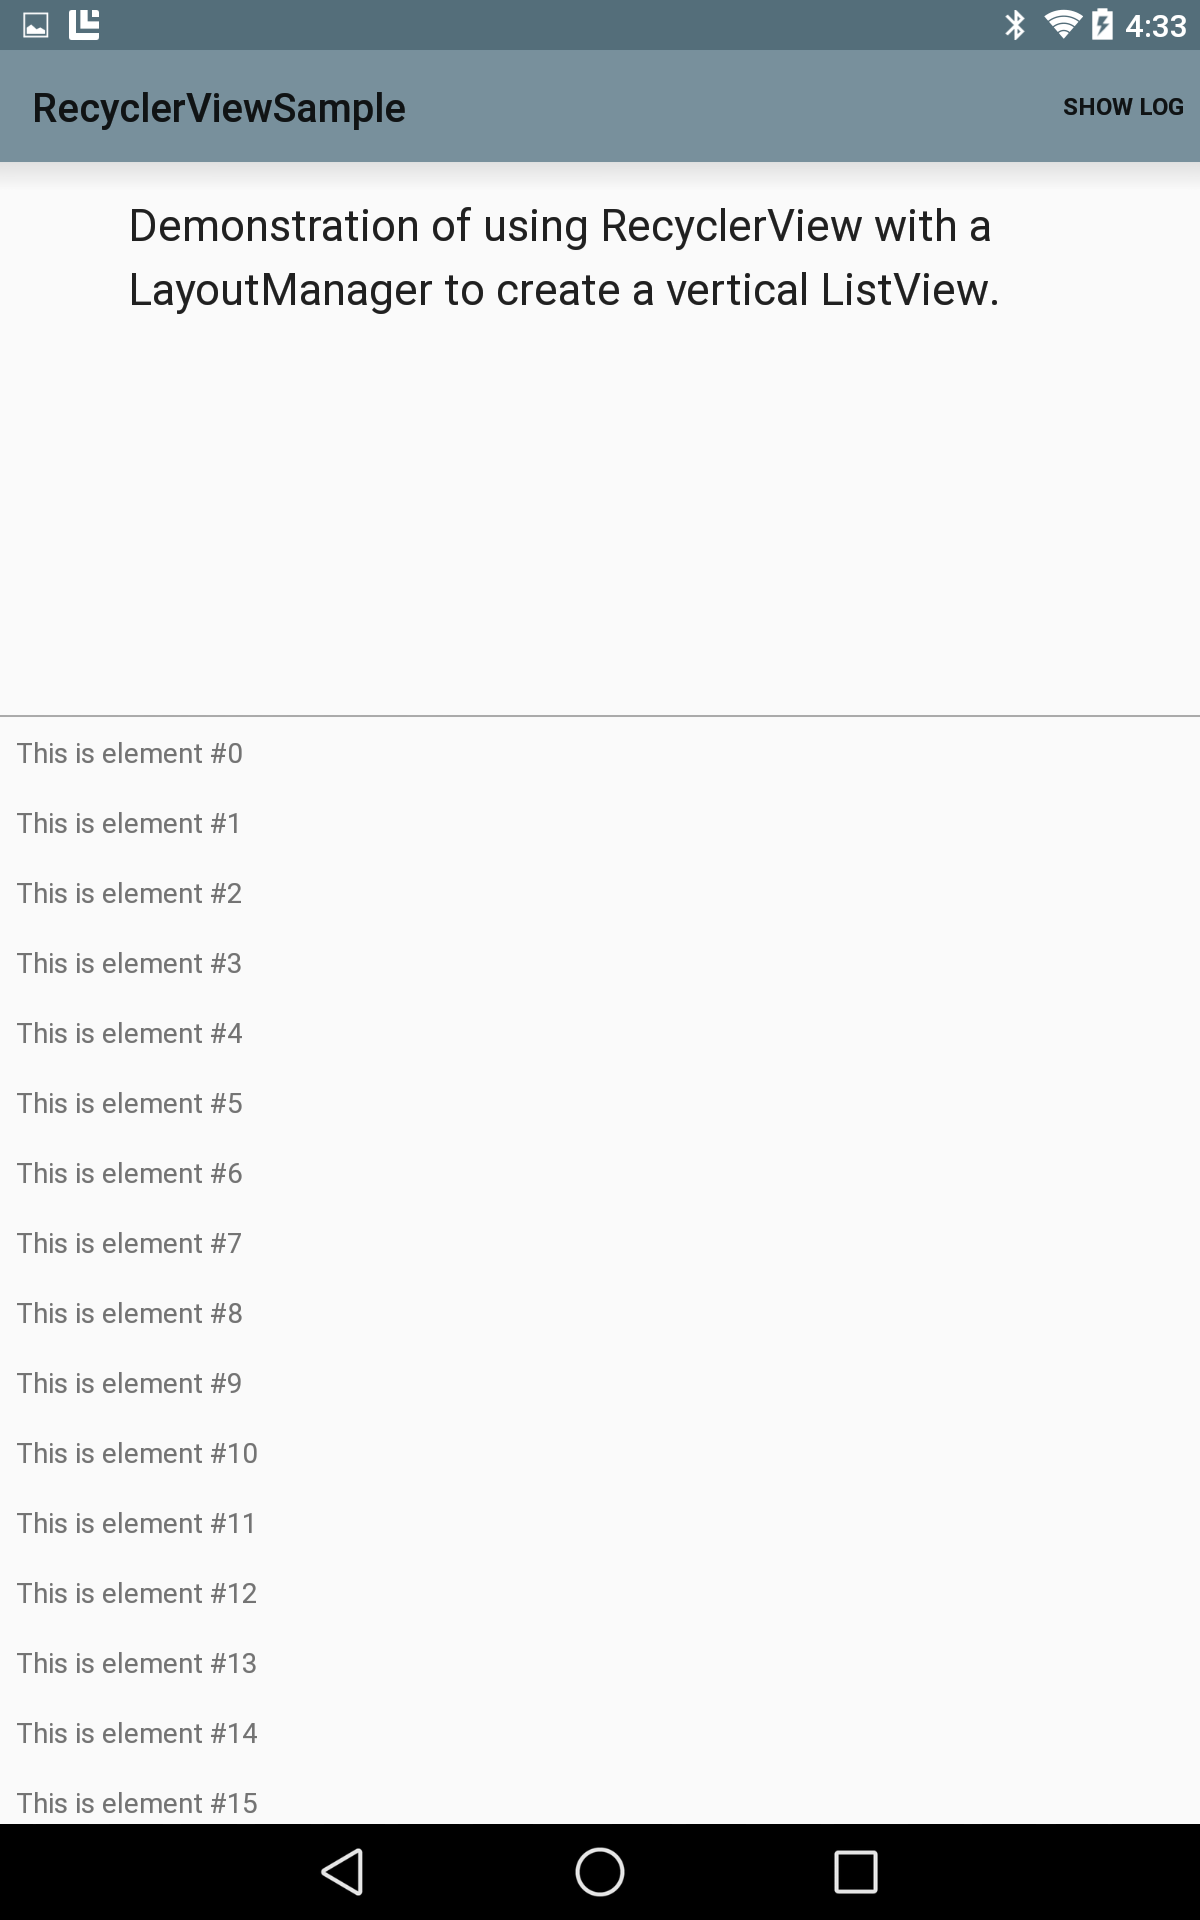 4:33
RecyclerViewSample
SHOW LOG
Demonstration of using RecyclerView with a
LayoutManager to create a vertical ListView.
This is element #0
This is element #1
This is element #2
This is element #3
This is element #4
This is element #5
This is element #6
This is element #7
This is element #8
This is element #9
This is element #10
This is element #11
This is element #12
This is element #13
This is element #14
This is element #15